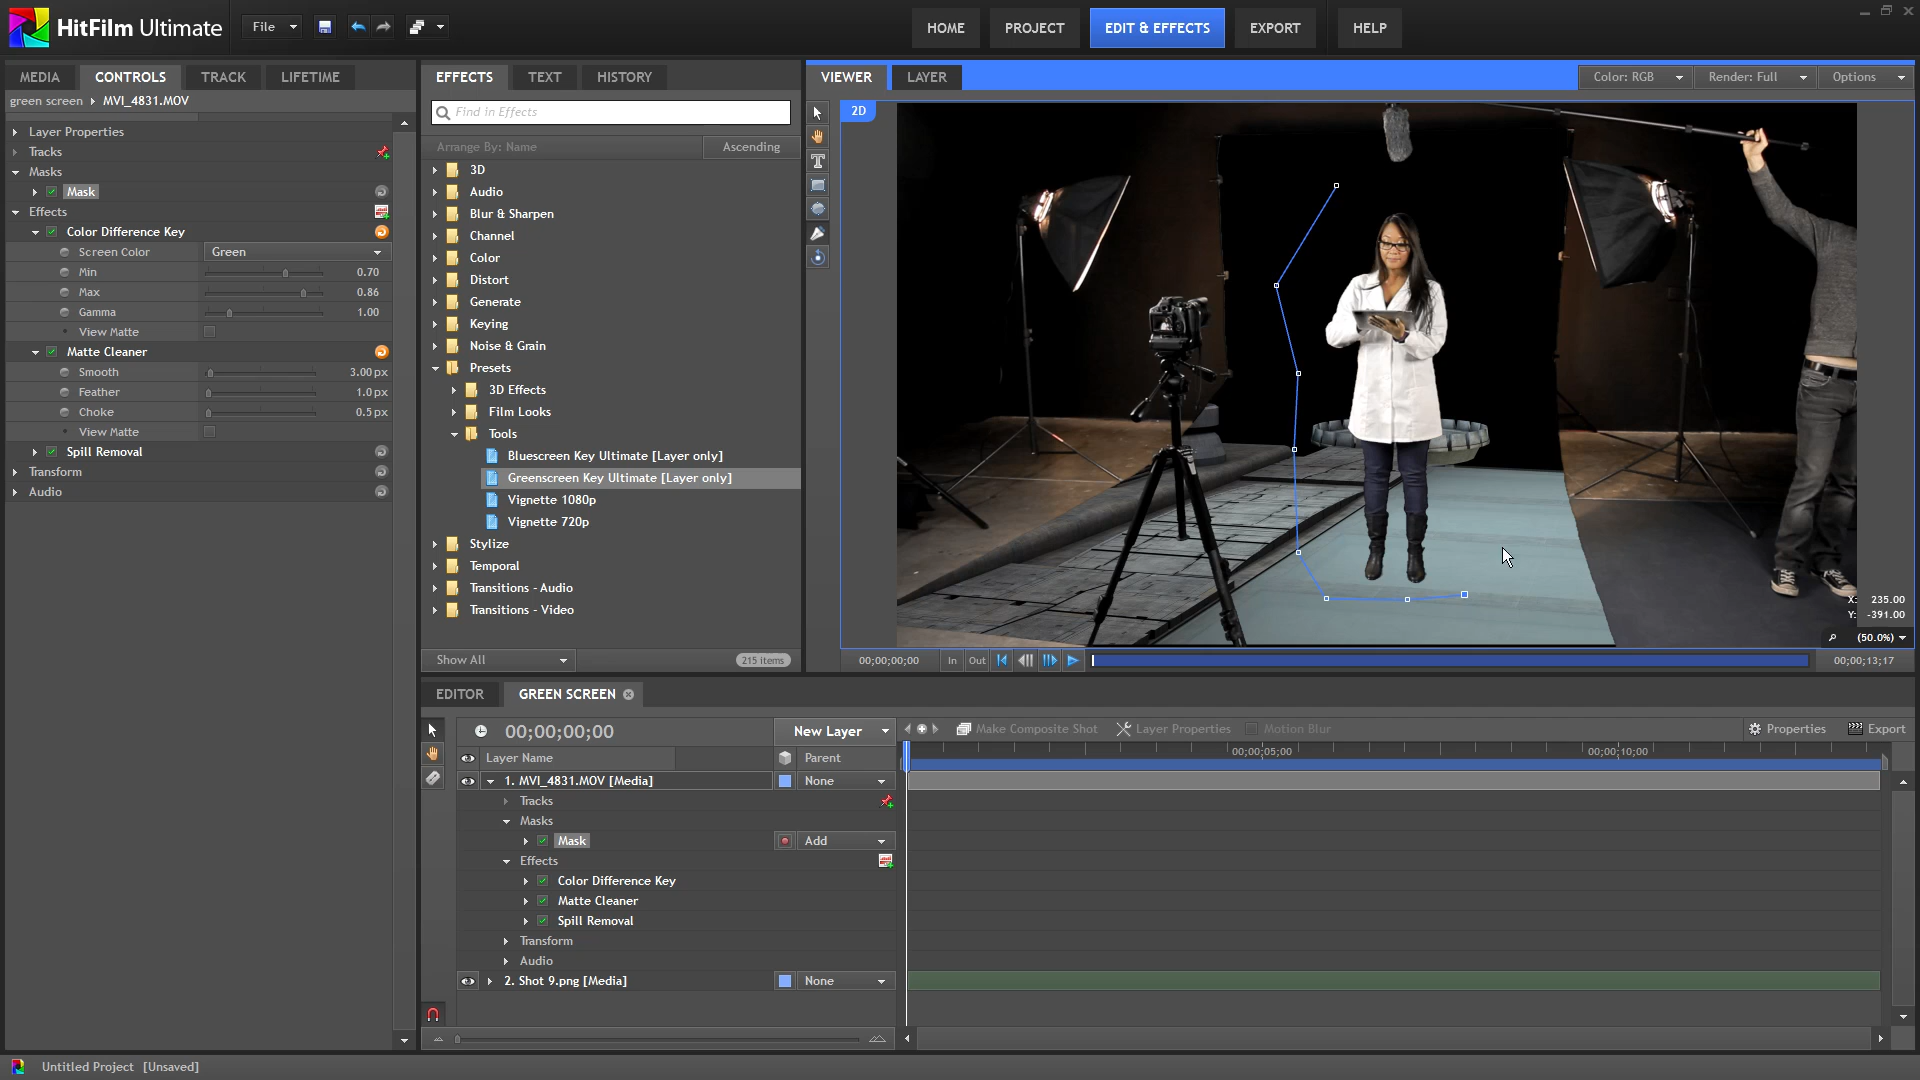 HitFilm Ultimate
File
HOME
PROJECT
EDIT & EFFECTS
EXPORT
HELP
MEDIA
CONTROLS
TRACK
LIFETIME
green screen
MVI_4831.MOV
Layer Properties
Tracks
Masks
Mask
Effects
Color Difference Key
Screen Color Green
Min 0.70
Max 0.86
Gamma 1.00
View Matte
Matte Cleaner
Smooth 3.00 px
Feather 1.0 px
Choke 0.5 px
View Matte
Spill Removal
Transform
Audio
EFFECTS
TEXT
HISTORY
Find in Effects
Arrange By: Name
Ascending
3D
Audio
Blur & Sharpen
Channel
Color
Distort
Generate
Keying
Noise & Grain
Presets
3D Effects
Film Looks
Tools
Bluescreen Key Ultimate [Layer only]
Greenscreen Key Ultimate [Layer only]
Vignette 1080p
Vignette 720p
Stylize
Temporal
Transitions - Audio
Transitions - Video
Show All
215 items
VIEWER
LAYER
Color: RGB
Render: Full
Options
2D
X: 235.00
Y: -391.00
(50.0%)
00;00;00;00
In
Out
00;00;13;17
EDITOR
GREEN SCREEN
00;00;00;00
New Layer
Make Composite Shot
Layer Properties
Motion Blur
Properties
Export
Layer Name
Parent
00;00;05;00
00;00;10;00
1. MVI_4831.MOV [Media]
None
Tracks
Masks
Mask
Add
Effects
Color Difference Key
Matte Cleaner
Spill Removal
Transform
Audio
2. Shot 9.png [Media]
None
Untitled Project [Unsaved]